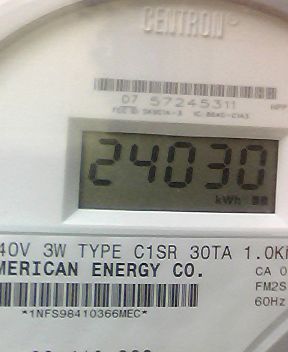 CENTRON
07 57245311
24030
kWh
40V 3W TYPE C1SR 30TA 1.0K
MERICAN ENERGY CO.
CA 0
FM2S
60Hz
*1NFS98410366MEC*